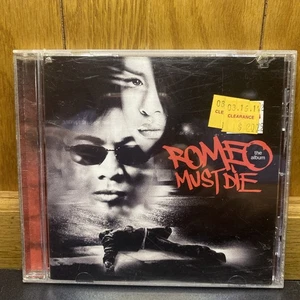 CLEARANCE
ROMEO
the
album
MUST DIE